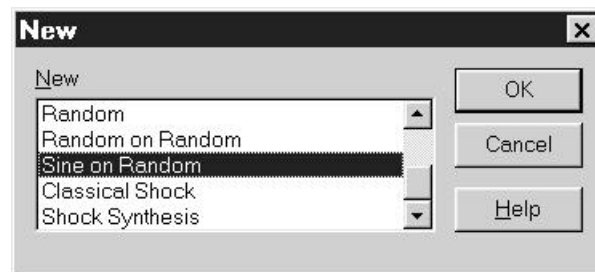 New
New
Random
Random on Random
Sine on Random
Classical Shock
Shock Synthesis
OK
Cancel
Help